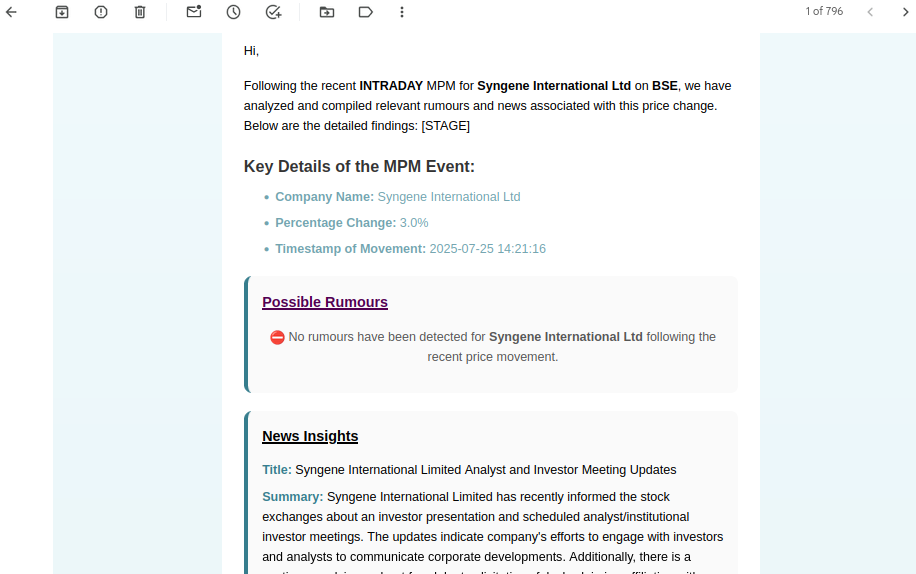 1 of 796
Hi,
Following the recent INTRADAY MPM for Syngene International Ltd on BSE, we have
analyzed and compiled relevant rumours and news associated with this price change.
Below are the detailed findings: [STAGE]
Key Details of the MPM Event:
• Company Name: Syngene International Ltd
• Percentage Change: 3.0%
• Timestamp of Movement: 2025-07-25 14:21:16
Possible Rumours
⛔ No rumours have been detected for Syngene International Ltd following the
recent price movement.
News Insights
Title: Syngene International Limited Analyst and Investor Meeting Updates
Summary: Syngene International Limited has recently informed the stock
exchanges about an investor presentation and scheduled analyst/institutional
investor meetings. The updates indicate company's efforts to engage with investors
and analysts to communicate corporate developments. Additionally, there is a